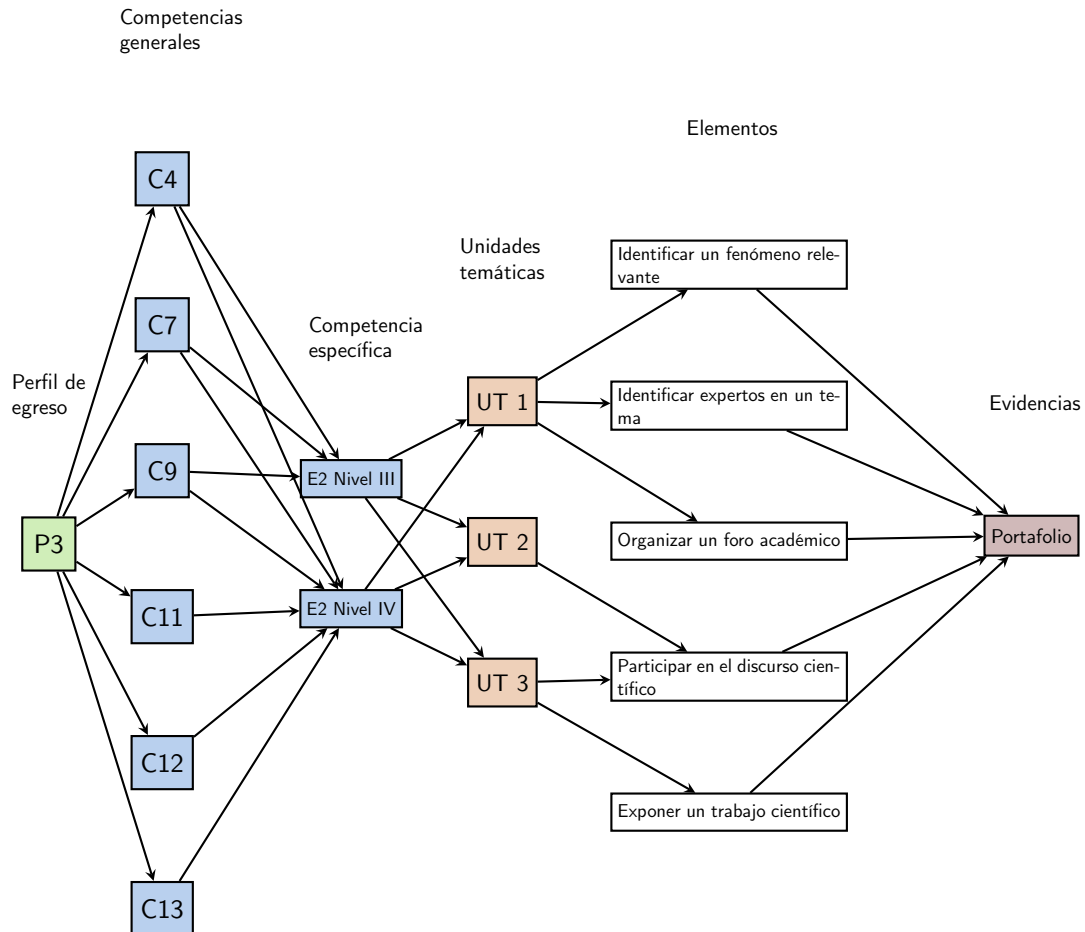 Competencias
generales
Elementos
C4
Unidades
temáticas
Identificar un fenómeno rele-
vante
C7
Competencia
específica
Perfil de
egreso
UT 1
Identificar expertos en un te-
ma
Evidencias
C9
E2 Nivel III
P3
UT 2
Organizar un foro académico
Portafolio
C11
E2 Nivel IV
UT 3
Participar en el discurso cien-
tífico
C12
Exponer un trabajo científico
C13